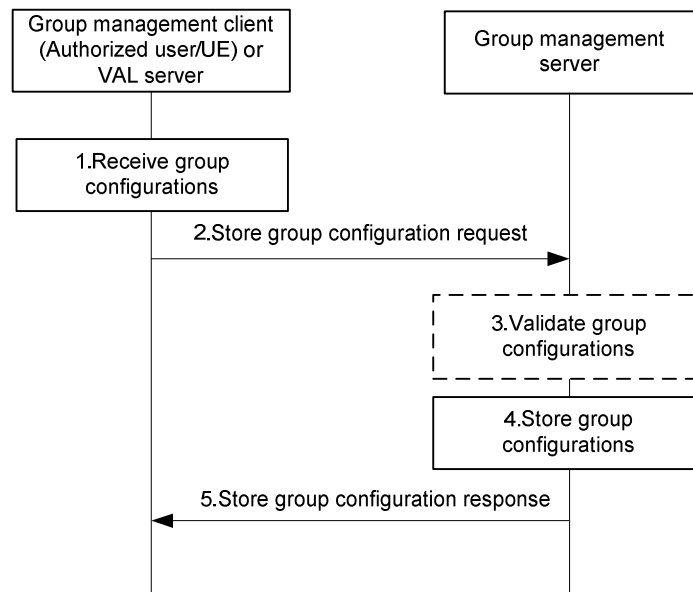 Group management client
(Authorized user/UE) or
VAL server
Group management
server
1.Receive group
configurations
2.Store group configuration request
3.Validate group
configurations
4.Store group
configurations
5.Store group configuration response